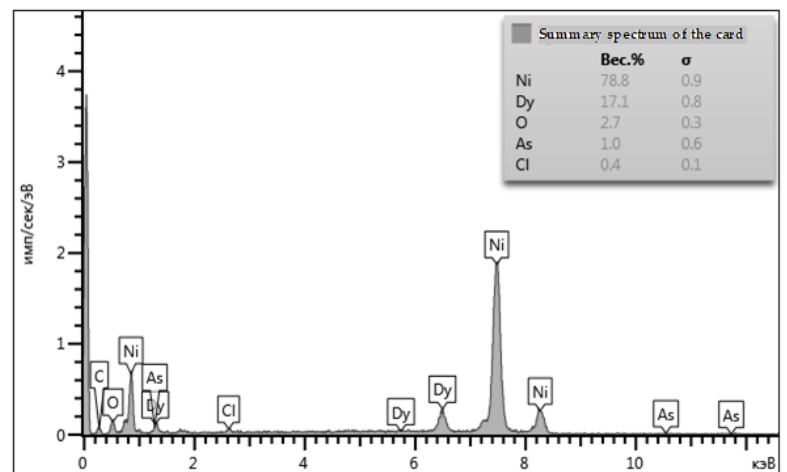 Summary spectrum of the card
Вес.% σ
Ni 78.8 0.9
Dy 17.1 0.8
O 2.7 0.3
As 1.0 0.6
Cl 0.4 0.1
имп/сек/эВ
4
3
2
1
0
Ni
Ni
C
As
O
Dy
Cl
Dy
Dy
Ni
As
As
0 2 4 6 8 10 кэВ